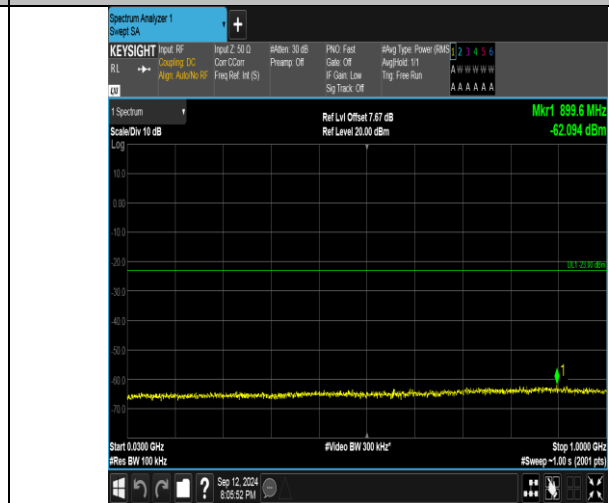 Spectrum Analyzer 1
Swept SA
+
KEYSIGHT
RL
Input: RF
Coupling: DC
Align: Auto/No RF
Input Z: 50 Ω
Corr CCorr
Freq Ref: Int (S)
#Atten: 30 dB
Preamp: Off
PNO: Fast
Gate: Off
IF Gain: Low
Sig Track: Off
#Avg Type: Power (RMS
Avg|Hold: 1/1
Trig: Free Run
1 2 3 4 5 6
A W W W W W
A A A A A A
1 Spectrum
Scale/Div 10 dB
Log
Ref Lvl Offset 7.67 dB
Ref Level 20.00 dBm
Mkr1 899.6 MHz
-62.094 dBm
10.0
0.00
-10.0
-20.0
DL1 -23.00 dBm
-30.0
-40.0
-50.0
-60.0
1
-70.0
Start 0.0300 GHz
#Res BW 100 kHz
#Video BW 300 kHz*
Stop 1.0000 GHz
#Sweep ~1.00 s (2001 pts)
?
Sep 12, 2024
8:05:52 PM